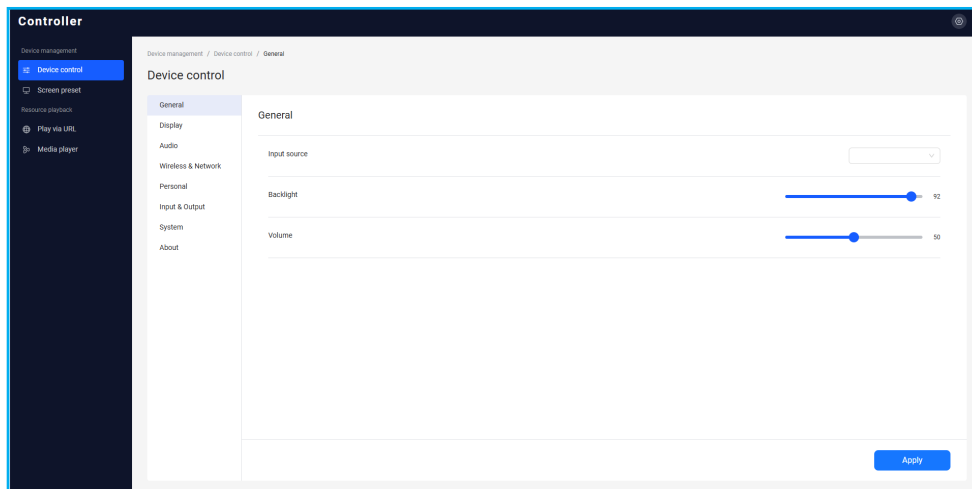 Controller
Device management
Device control
Screen preset
Resource playback
Play via URL
Media player
Device management / Device control / General
Device control
General
Display
Audio
Wireless & Network
Personal
Input & Output
System
About
General
Input source
Backlight 92
Volume 50
Apply